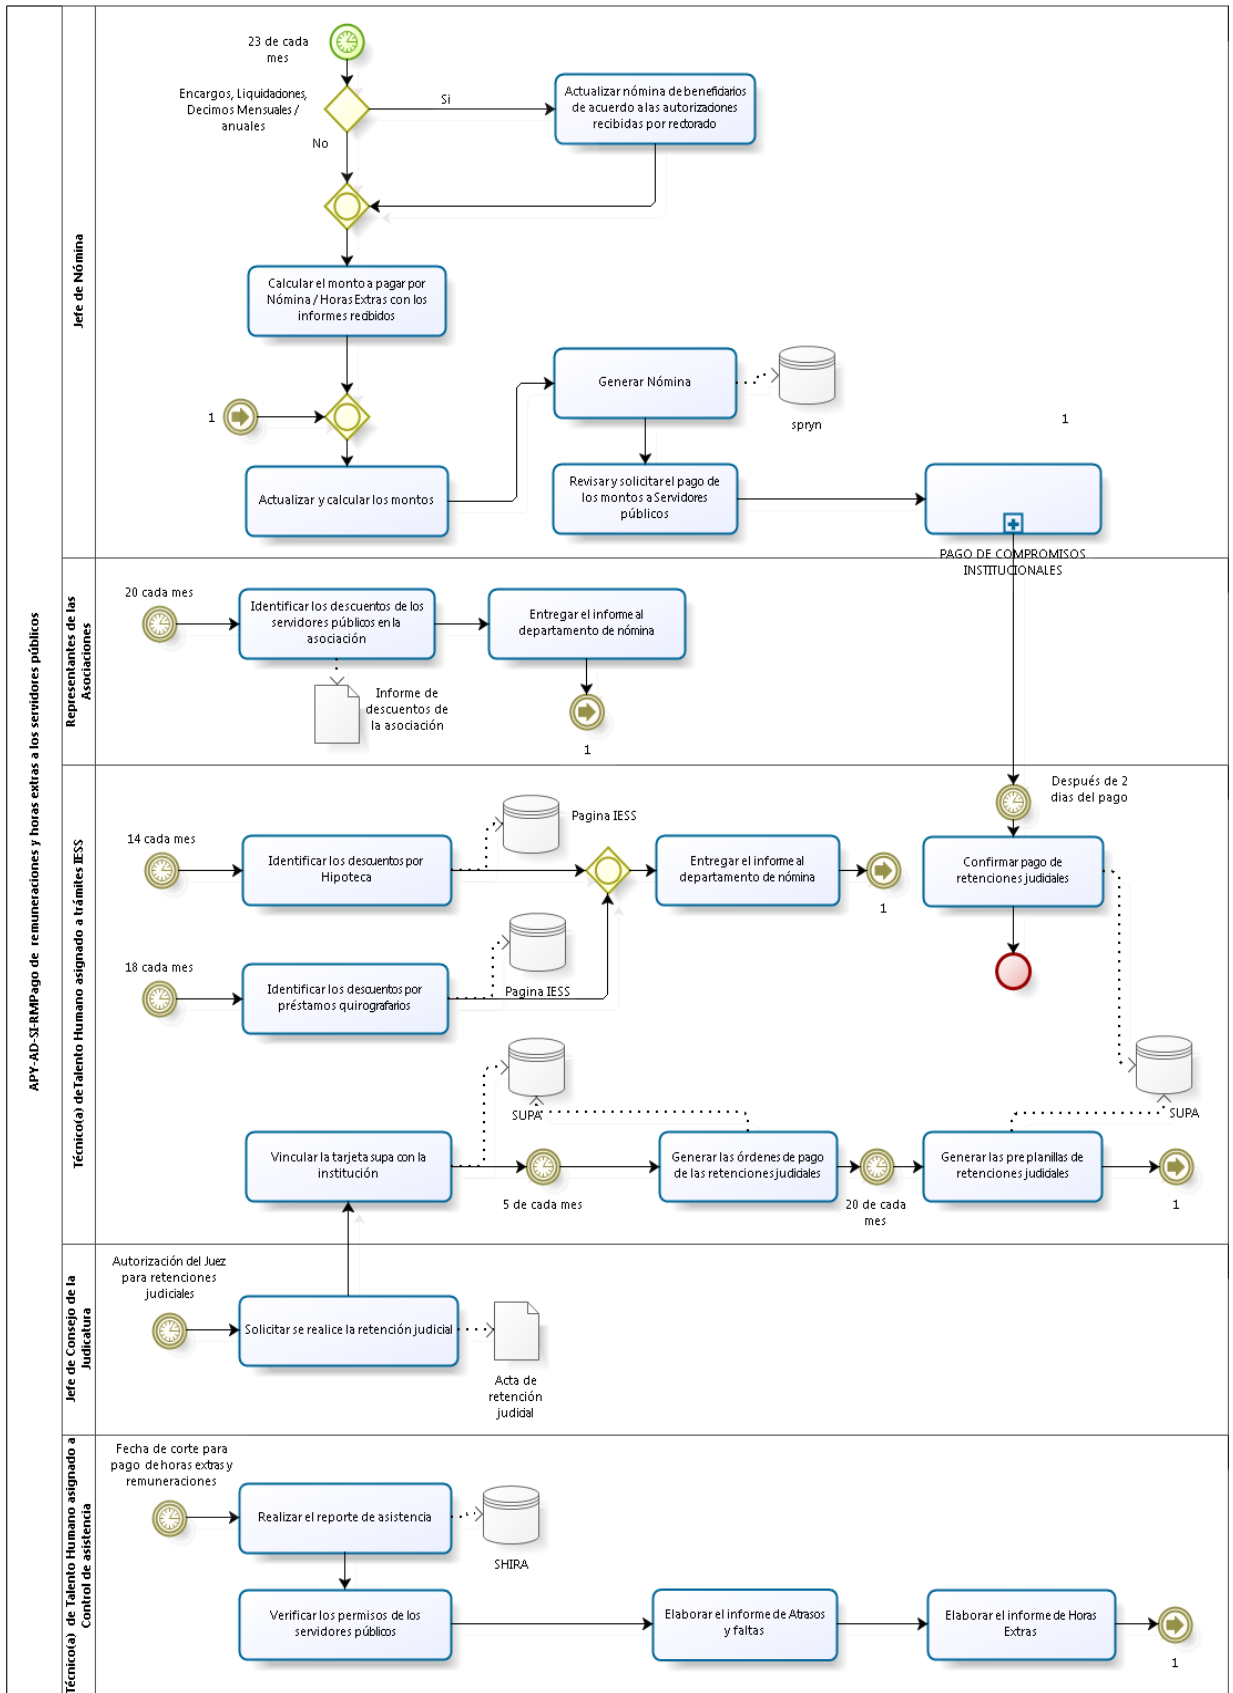 APY-AD-SI-RMPago de remuneraciones y horas extras a los servidores públicos
Jefe de Nómina
23 de cada
mes
Encargos, Liquidaciones,
Decimos Mensuales /
anuales
Si
No
Actualizar nómina de beneficiarios
de acuerdo a las autorizaciones
recibidas por rectorado
Calcular el monto a pagar por
Nómina / Horas Extras con los
informes recibidos
1
Actualizar y calcular los montos
Generar Nómina
spryn
Revisar y solicitar el pago de
los montos a Servidores
públicos
1
PAGO DE COMPROMISOS
INSTITUCIONALES
Representantes de las
Asociaciones
20 cada mes
Identificar los descuentos de los
servidores públicos en la
asociación
Entregar el informe al
departamento de nómina
Informe de
descuentos de
la asociación
1
Técnico(a) de Talento Humano asignado a trámites IESS
Después de 2
dias del pago
14 cada mes
Identificar los descuentos por
Hipoteca
Pagina IESS
Entregar el informe al
departamento de nómina
1
Confirmar pago de
retenciones judiciales
18 cada mes
Identificar los descuentos por
préstamos quirografarios
Pagina IESS
SUPA
SUPA
Vincular la tarjeta supa con la
institución
5 de cada mes
Generar las órdenes de pago
de las retenciones judiciales
20 de cada
mes
Generar las preplanillas de
retenciones judiciales
1
Jefe de Consejo de la
Judicatura
Autorización del Juez
para retenciones
judiciales
Solicitar se realice la retención judicial
Acta de
retención
judicial
Técnico(a) de Talento Humano asignado a
Control de asistencia
Fecha de corte para
pago de horas extras y
remuneraciones
Realizar el reporte de asistencia
SHIRA
Verificar los permisos de los
servidores públicos
Elaborar el informe de Atrasos
y faltas
Elaborar el informe de Horas
Extras
1